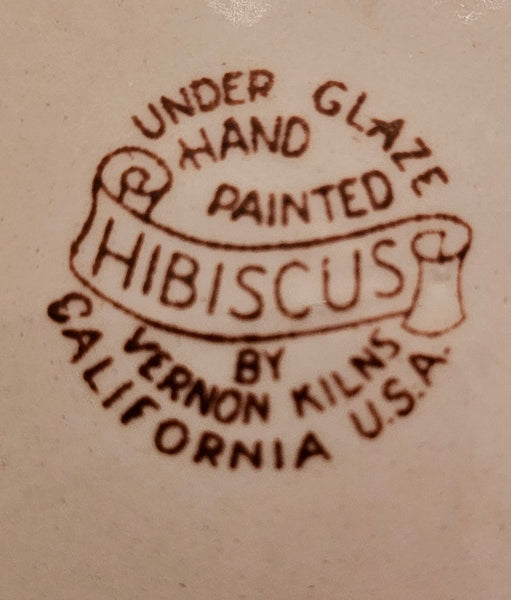 UNDER GLAZE
HAND
PAINTED
HIBISCUS
BY
VERNON KILNS
CALIFORNIA U.S.A.